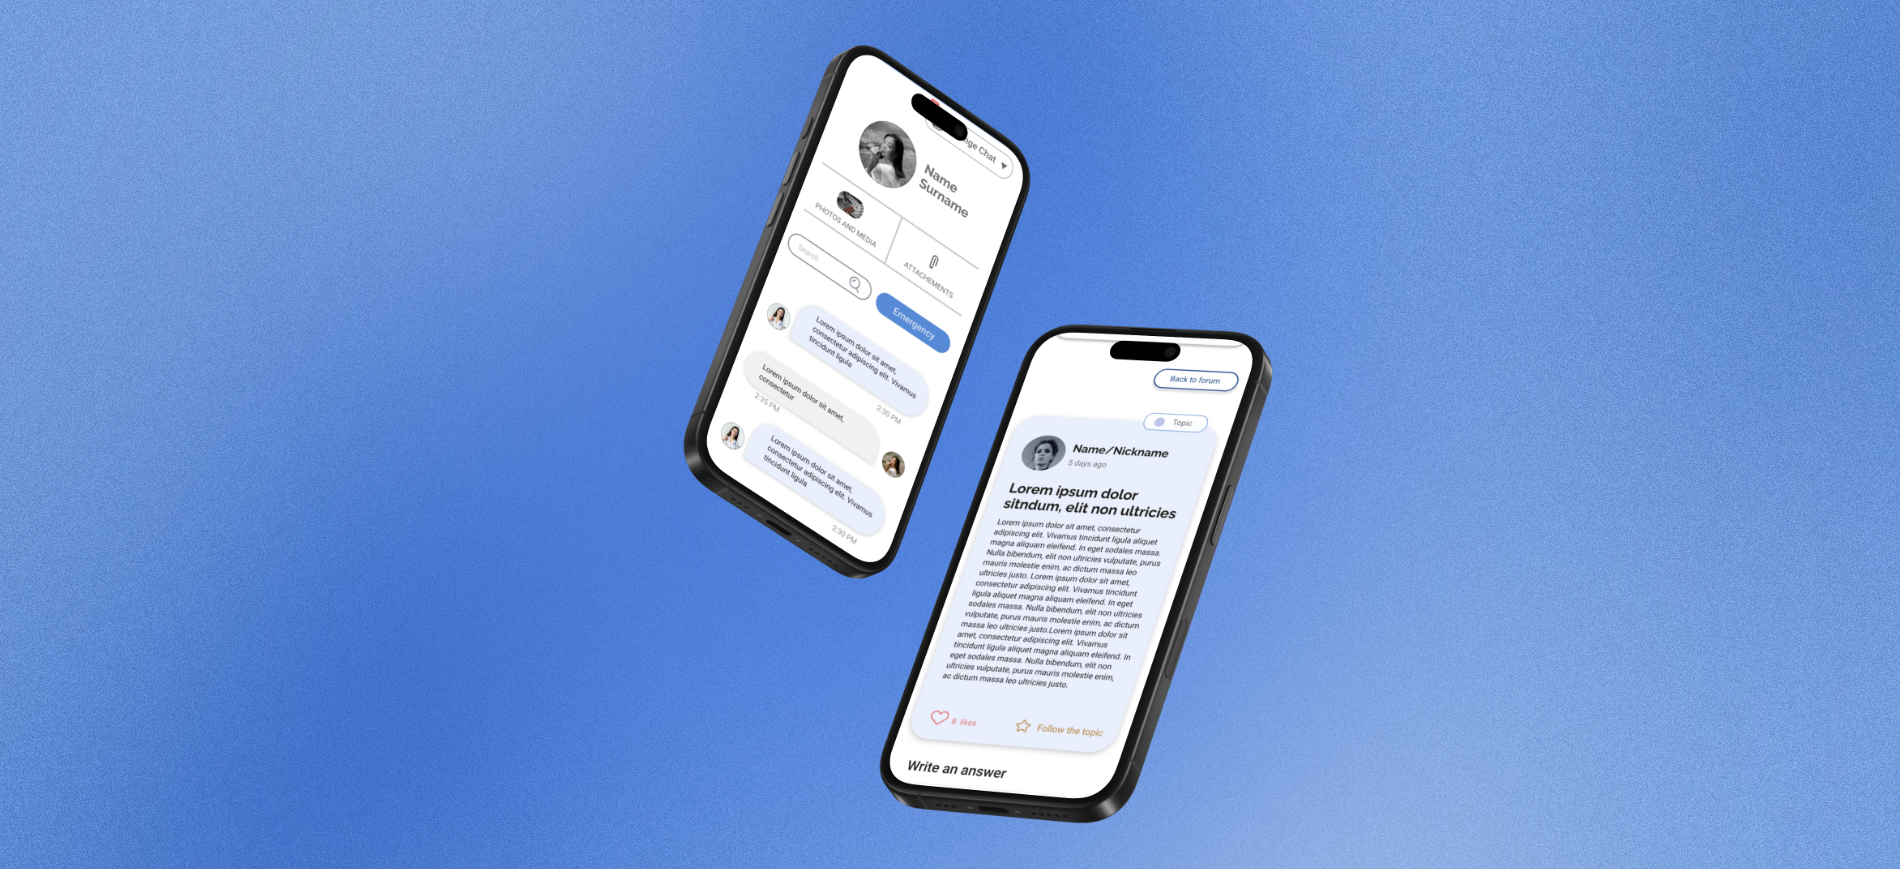 nge Chat
Name
Surname
PHOTOS AND MEDIA
ATTACHEMENTS
Search
Emergency
Lorem ipsum dolor sit amet,
consectetur adipiscing elit. Vivamus
tincidunt ligula
2:30 PM
Lorem ipsum dolor sit amet,
consectetur
2:35 PM
Lorem ipsum dolor sit amet,
consectetur adipiscing elit. Vivamus
tincidunt ligula
2:30 PM
Back to forum
Topic
Name/Nickname
5 days ago
Lorem ipsum dolor
sitndum, elit non ultricies
Lorem ipsum dolor sit amet, consectetur
adipiscing elit. Vivamus tincidunt ligula aliquet
magna aliquam eleifend. In eget sodales massa.
Nulla bibendum, elit non ultricies vulputate, purus
mauris molestie enim, ac dictum massa leo
ultricies justo. Lorem ipsum dolor sit amet,
consectetur adipiscing elit. Vivamus tincidunt
ligula aliquet magna aliquam eleifend. In eget
sodales massa. Nulla bibendum, elit non ultricies
vulputate, purus mauris molestie enim, ac dictum
massa leo ultricies justo.Lorem ipsum dolor sit
amet, consectetur adipiscing elit. Vivamus
tincidunt ligula aliquet magna aliquam eleifend. In
eget sodales massa. Nulla bibendum, elit non
ultricies vulputate, purus mauris molestie enim,
ac dictum massa leo ultricies justo.
8 likes
Follow the topic
Write an answer